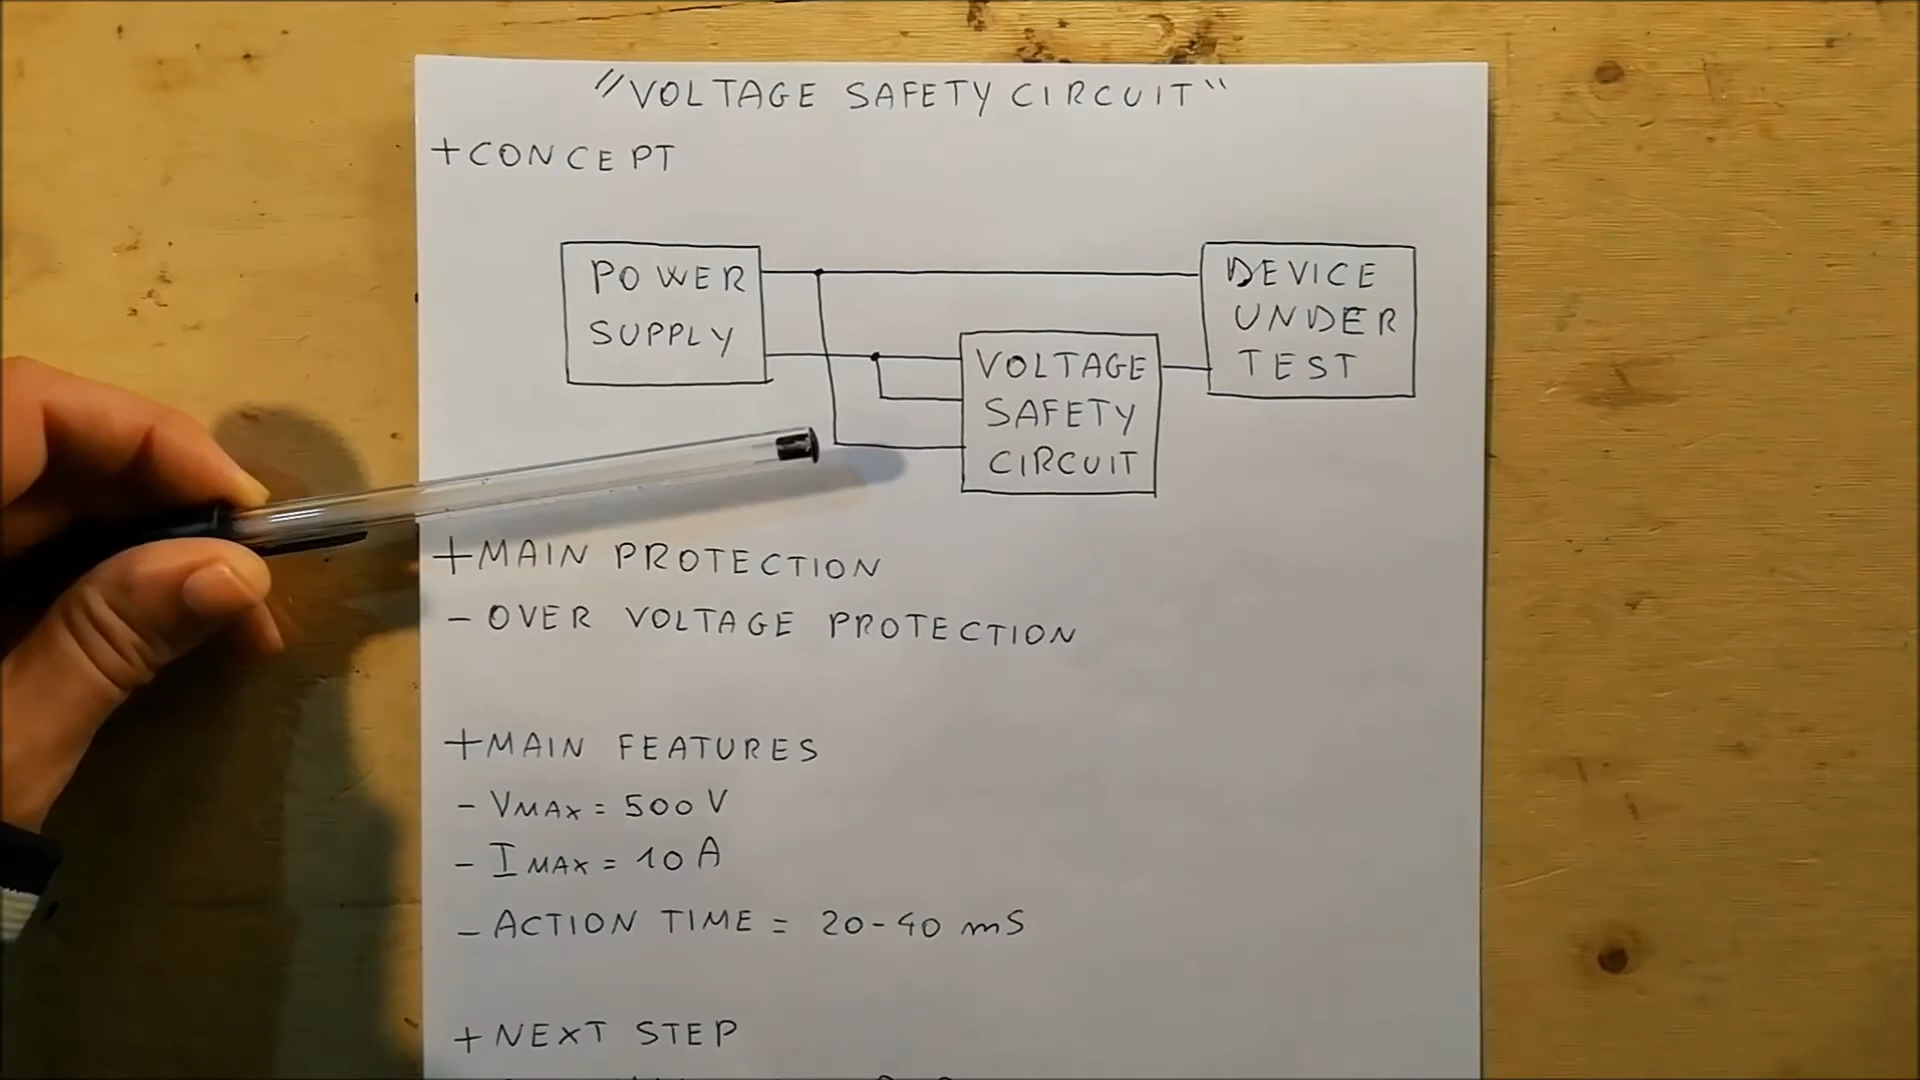 "VOLTAGE SAFETY CIRCUIT"
+CONCEPT
POWER
SUPPLY
VOLTAGE
SAFETY
CIRCUIT
DEVICE
UNDER
TEST
+MAIN PROTECTION
- OVER VOLTAGE PROTECTION
+MAIN FEATURES
- VMAX = 500 V
- IMAX = 10 A
- ACTION TIME = 20-40 mS
+ NEXT STEP